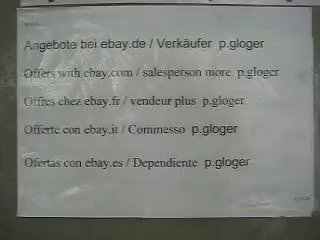 Angebote bei ebay.de / Verkäufer p.gloger
Offers with ebay.com / salesperson more p.gloger
Offres chez ebay.fr / vendeur plus p.gloger
Offerte con ebay.it / Commesso p.gloger
Ofertas con ebay.es / Dependiente p.gloger